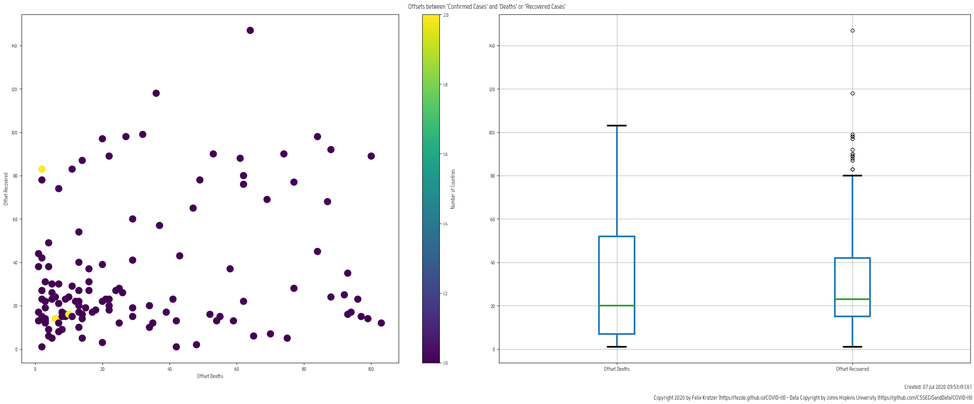 Offsets between 'Confirmed Cases' and 'Deaths' or 'Recovered Cases'
140
120
100
80
60
40
20
0
Offset Recovered
0 20 40 60 80 100
Offset Deaths
2.0
1.8
1.6
1.4
1.2
1.0
Number of Countries
140
120
100
80
60
40
20
0
Offset Deaths Offset Recovered
Created: 07 Jul 2020 09:53:19 CET
Copyright 2020 by Felix Kratzer (https://fezde.github.io/COVID-19) - Data Copyright by Johns Hopkins University (https://github.com/CSSEGISandData/COVID-19)